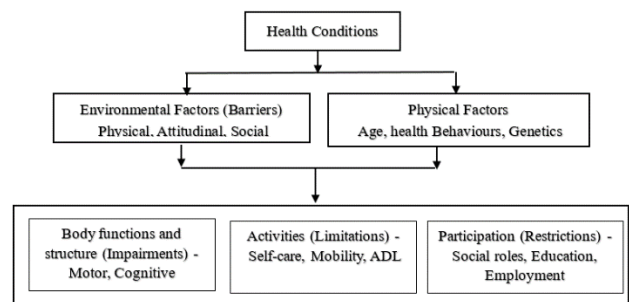 Health Conditions
Environmental Factors (Barriers)
Physical, Attitudinal, Social
Physical Factors
Age, health Behaviours, Genetics
Body functions and
structure (Impairments) -
Motor, Cognitive
Activities (Limitations) -
Self-care, Mobility, ADL
Participation (Restrictions) -
Social roles, Education,
Employment